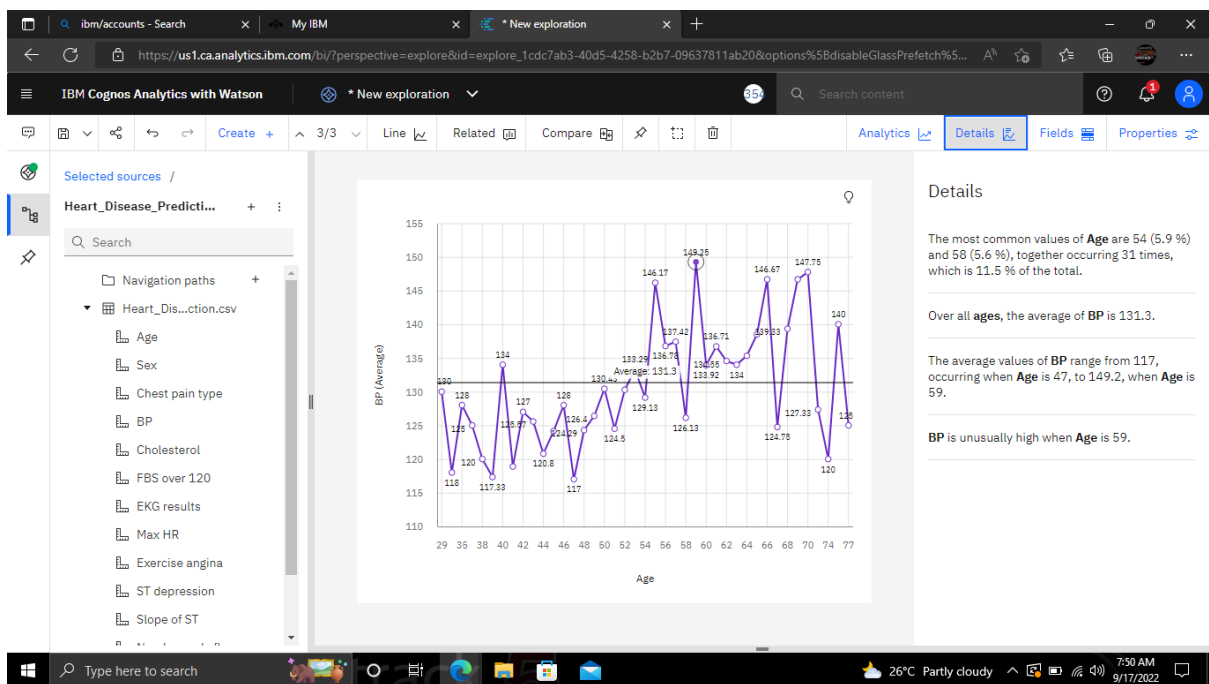 ibm/accounts - Search
My IBM
* New exploration
https://us1.ca.analytics.ibm.com/bi/?perspective=explore&id=explore_1cdc7ab3-40d5-4258-b2b7-09637811ab20&options%5BdisableGlassPrefetch%5...
IBM Cognos Analytics with Watson
* New exploration
354
Search content
1
Create +
3/3
Line
Related
Compare
Analytics
Details
Fields
Properties
Selected sources /
Heart_Disease_Predicti...
Search
Navigation paths
Heart_Dis...ction.csv
Age
Sex
Chest pain type
BP
Cholesterol
FBS over 120
EKG results
Max HR
Exercise angina
ST depression
Slope of ST
BP (Average)
155
150
145
140
135
130
125
120
115
110
149.25
147.75
146.17
146.67
140
137.42
136.71
139.33
134
133.29
136.78
134.55
Average: 131.3
133.92
134
130
130.43
128
127
128
129.13
127.33
125
125.67
126.4
126.13
125
124.29
124.5
124.75
120
120.8
120
118
117.33
117
29 35 38 40 42 44 46 48 50 52 54 56 58 60 62 64 66 68 70 74 77
Age
Details
The most common values of Age are 54 (5.9 %)
and 58 (5.6 %), together occurring 31 times,
which is 11.5 % of the total.
Over all ages, the average of BP is 131.3.
The average values of BP range from 117,
occurring when Age is 47, to 149.2, when Age is
59.
BP is unusually high when Age is 59.
Type here to search
26°C Partly cloudy
7:50 AM
9/17/2022